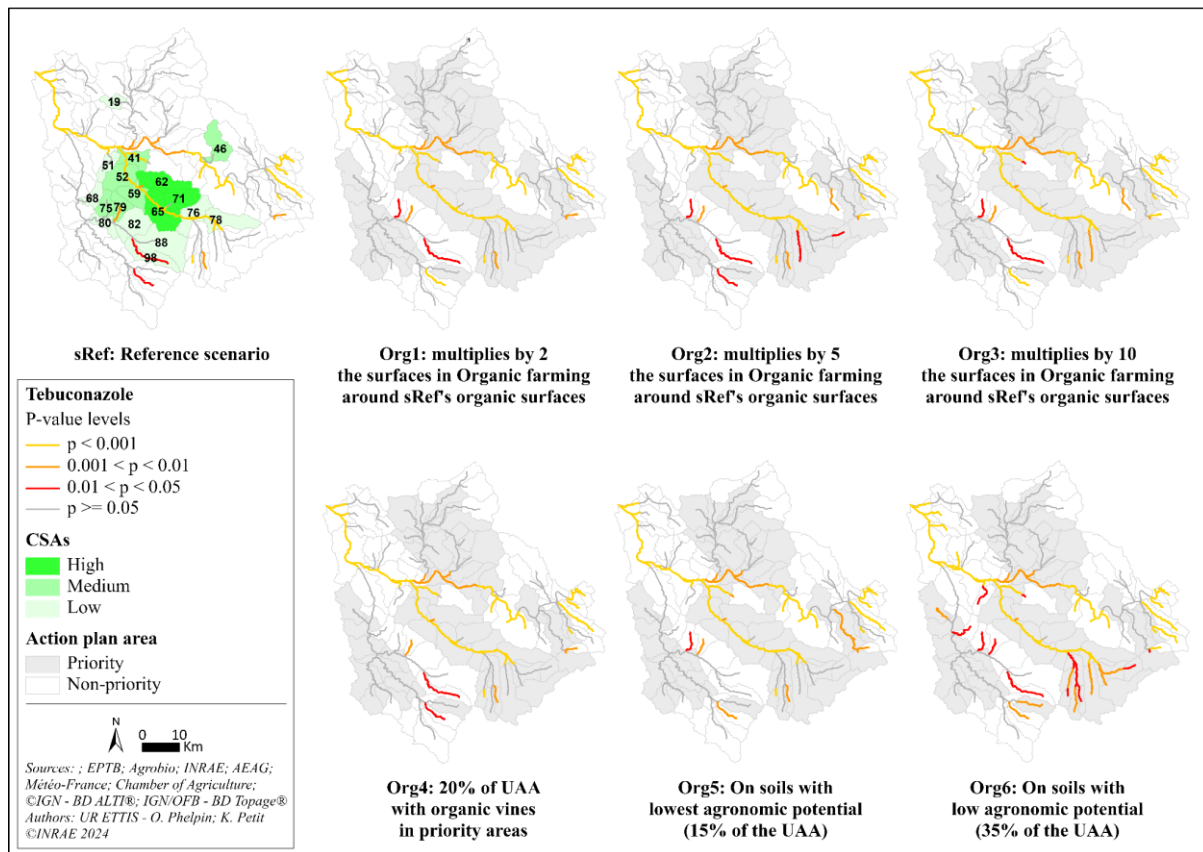 19
46
41
51
52
62
59
71
68
75
79
65
76
78
80
82
88
98
sRef: Reference scenario
Org1: multiplies by 2
the surfaces in Organic farming
around sRef's organic surfaces
Org2: multiplies by 5
the surfaces in Organic farming
around sRef's organic surfaces
Org3: multiplies by 10
the surfaces in Organic farming
around sRef's organic surfaces
Tebuconazole
P-value levels
p < 0.001
0.001 < p < 0.01
0.01 < p < 0.05
p >= 0.05
CSAs
High
Medium
Low
Action plan area
Priority
Non-priority
N
0 10
Km
Sources: ; EPTB; Agrobio; INRAE; AEAG;
Météo-France; Chamber of Agriculture;
©IGN - BD ALTI®; IGN/OFB - BD Topage®
Authors: UR ETTIS - O. Phelpin; K. Petit
©INRAE 2024
Org4: 20% of UAA
with organic vines
in priority areas
Org5: On soils with
lowest agronomic potential
(15% of the UAA)
Org6: On soils with
low agronomic potential
(35% of the UAA)